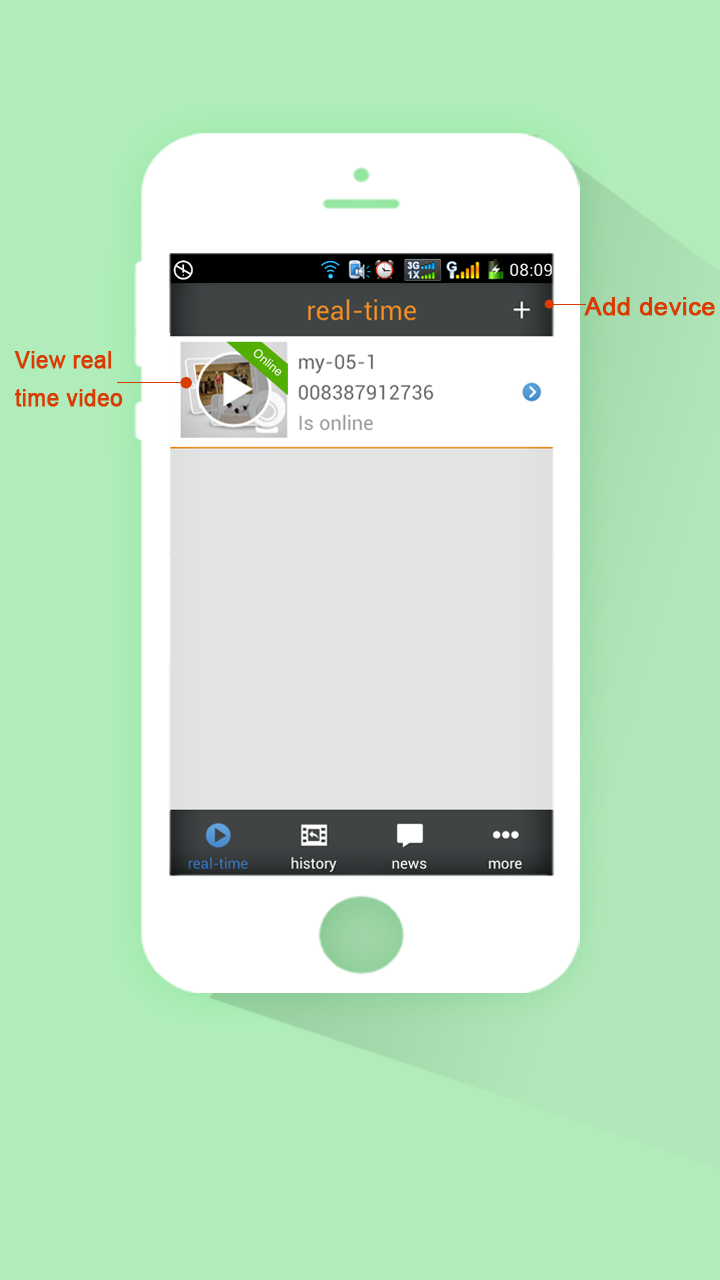 3G
1X
G
08:09
real-time
+
Add device
View real
time video
Online
my-05-1
008387912736
Is online
real-time
history
news
more